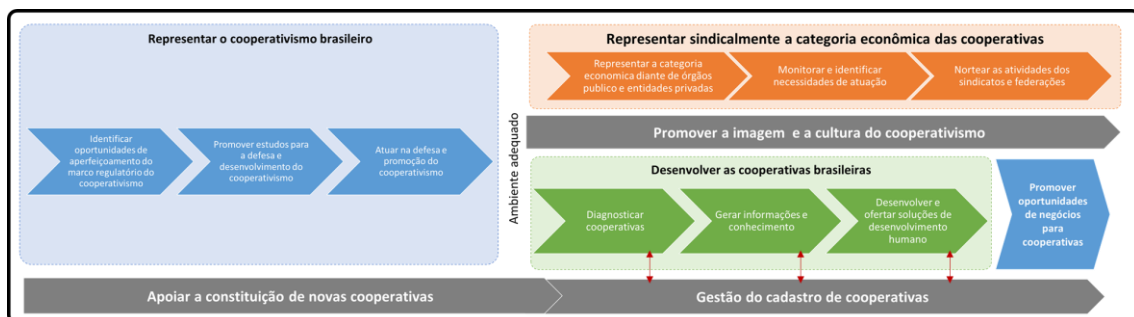 Representar o cooperativismo brasileiro
Identificar
oportunidades de
aperfeiçoamento do
marco regulatório do
cooperativismo
Promover estudos para
a defesa e
desenvolvimento do
cooperativismo
Atuar na defesa e
promoção do
cooperativismo
Ambiente adequado
Representar sindicalmente a categoria econômica das cooperativas
Representar a categoria
economica diante de órgãos
público e entidades privadas
Monitorar e identificar
necessidades de atuação
Nortear as atividades dos
sindicatos e federações
Promover a imagem e a cultura do cooperativismo
Desenvolver as cooperativas brasileiras
Diagnosticar
cooperativas
Gerar informações e
conhecimento
Desenvolver e
ofertar soluções de
desenvolvimento
humano
Promover
oportunidades
de negócios
para
cooperativas
Apoiar a constituição de novas cooperativas
Gestão do cadastro de cooperativas